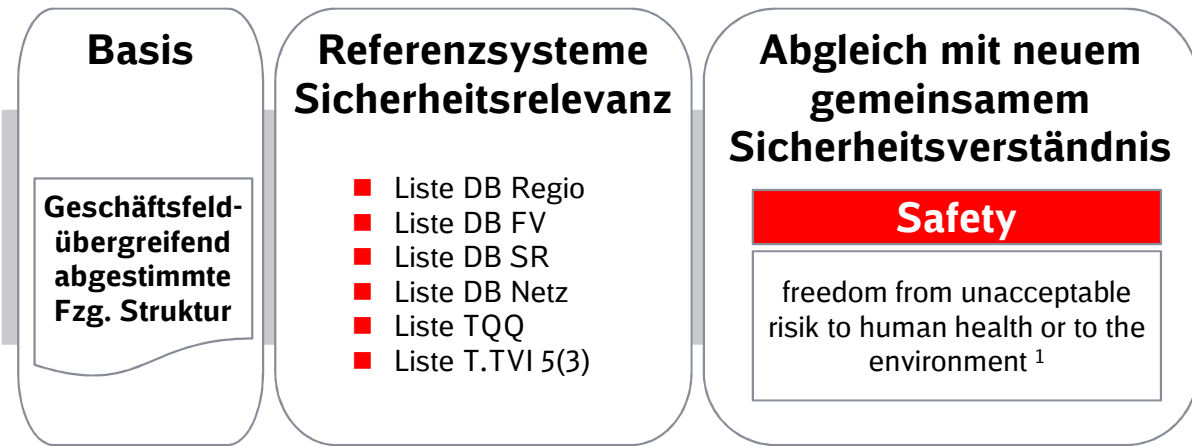 Basis
Geschäftsfeld-
übergreifend
abgestimmte
Fzg. Struktur
Referenzsysteme
Sicherheitsrelevanz
Liste DB Regio
Liste DB FV
Liste DB SR
Liste DB Netz
Liste TQQ
Liste T.TVI 5(3)
Abgleich mit neuem
gemeinsamem
Sicherheitsverständnis
Safety
freedom from unacceptable
risik to human health or to the
environment ¹